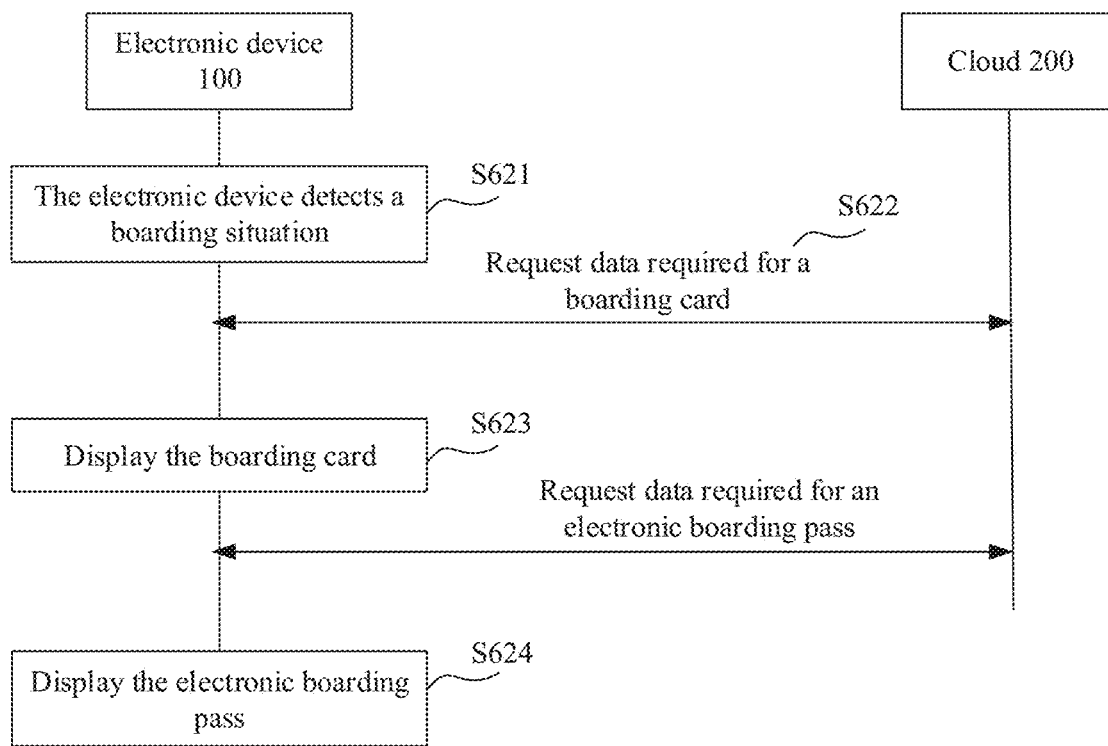 Electronic device
100
Cloud 200
The electronic device detects a
boarding situation
S621
S622
Request data required for a
boarding card
Display the boarding card
S623
Request data required for an
electronic boarding pass
Display the electronic boarding
pass
S624